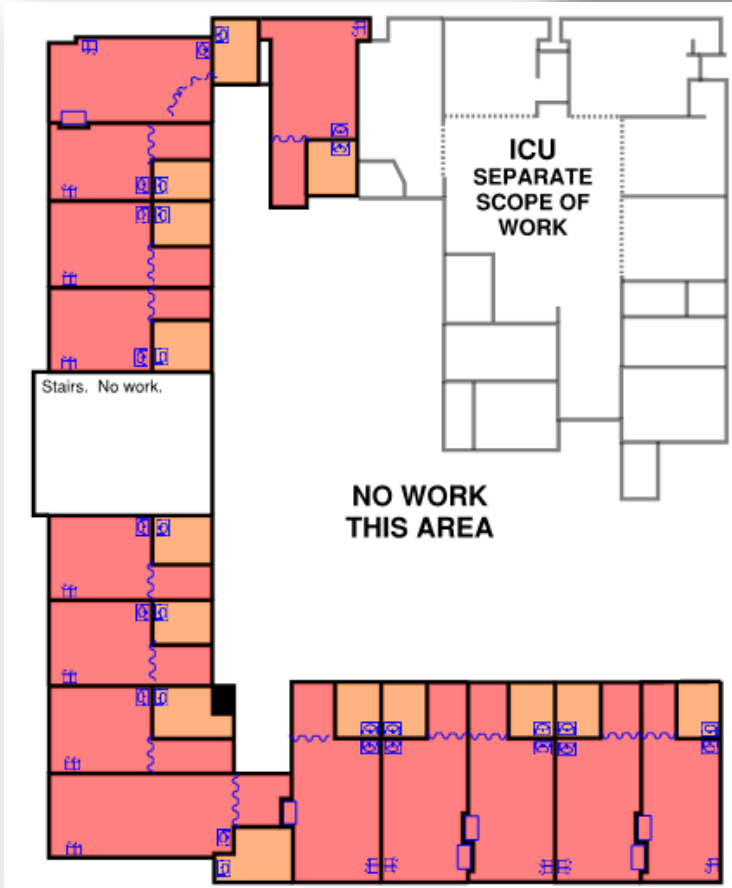 ICU
SEPARATE
SCOPE OF
WORK
Stairs.  No work.
NO WORK
THIS AREA